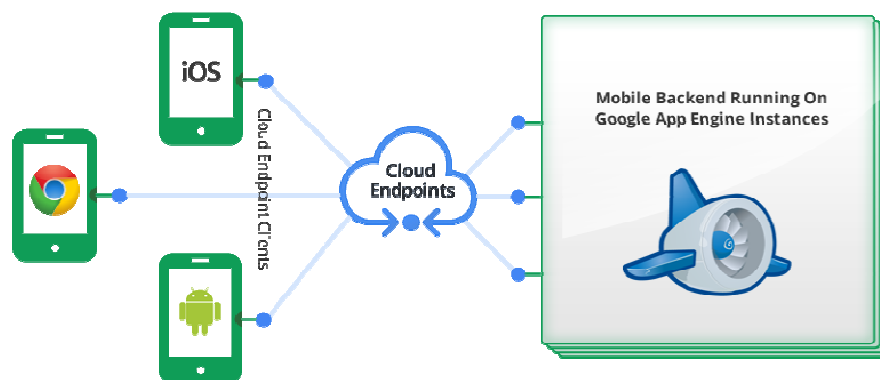 iOS
Cloud Endpoint Clients
Cloud
Endpoints
Mobile Backend Running On
Google App Engine Instances